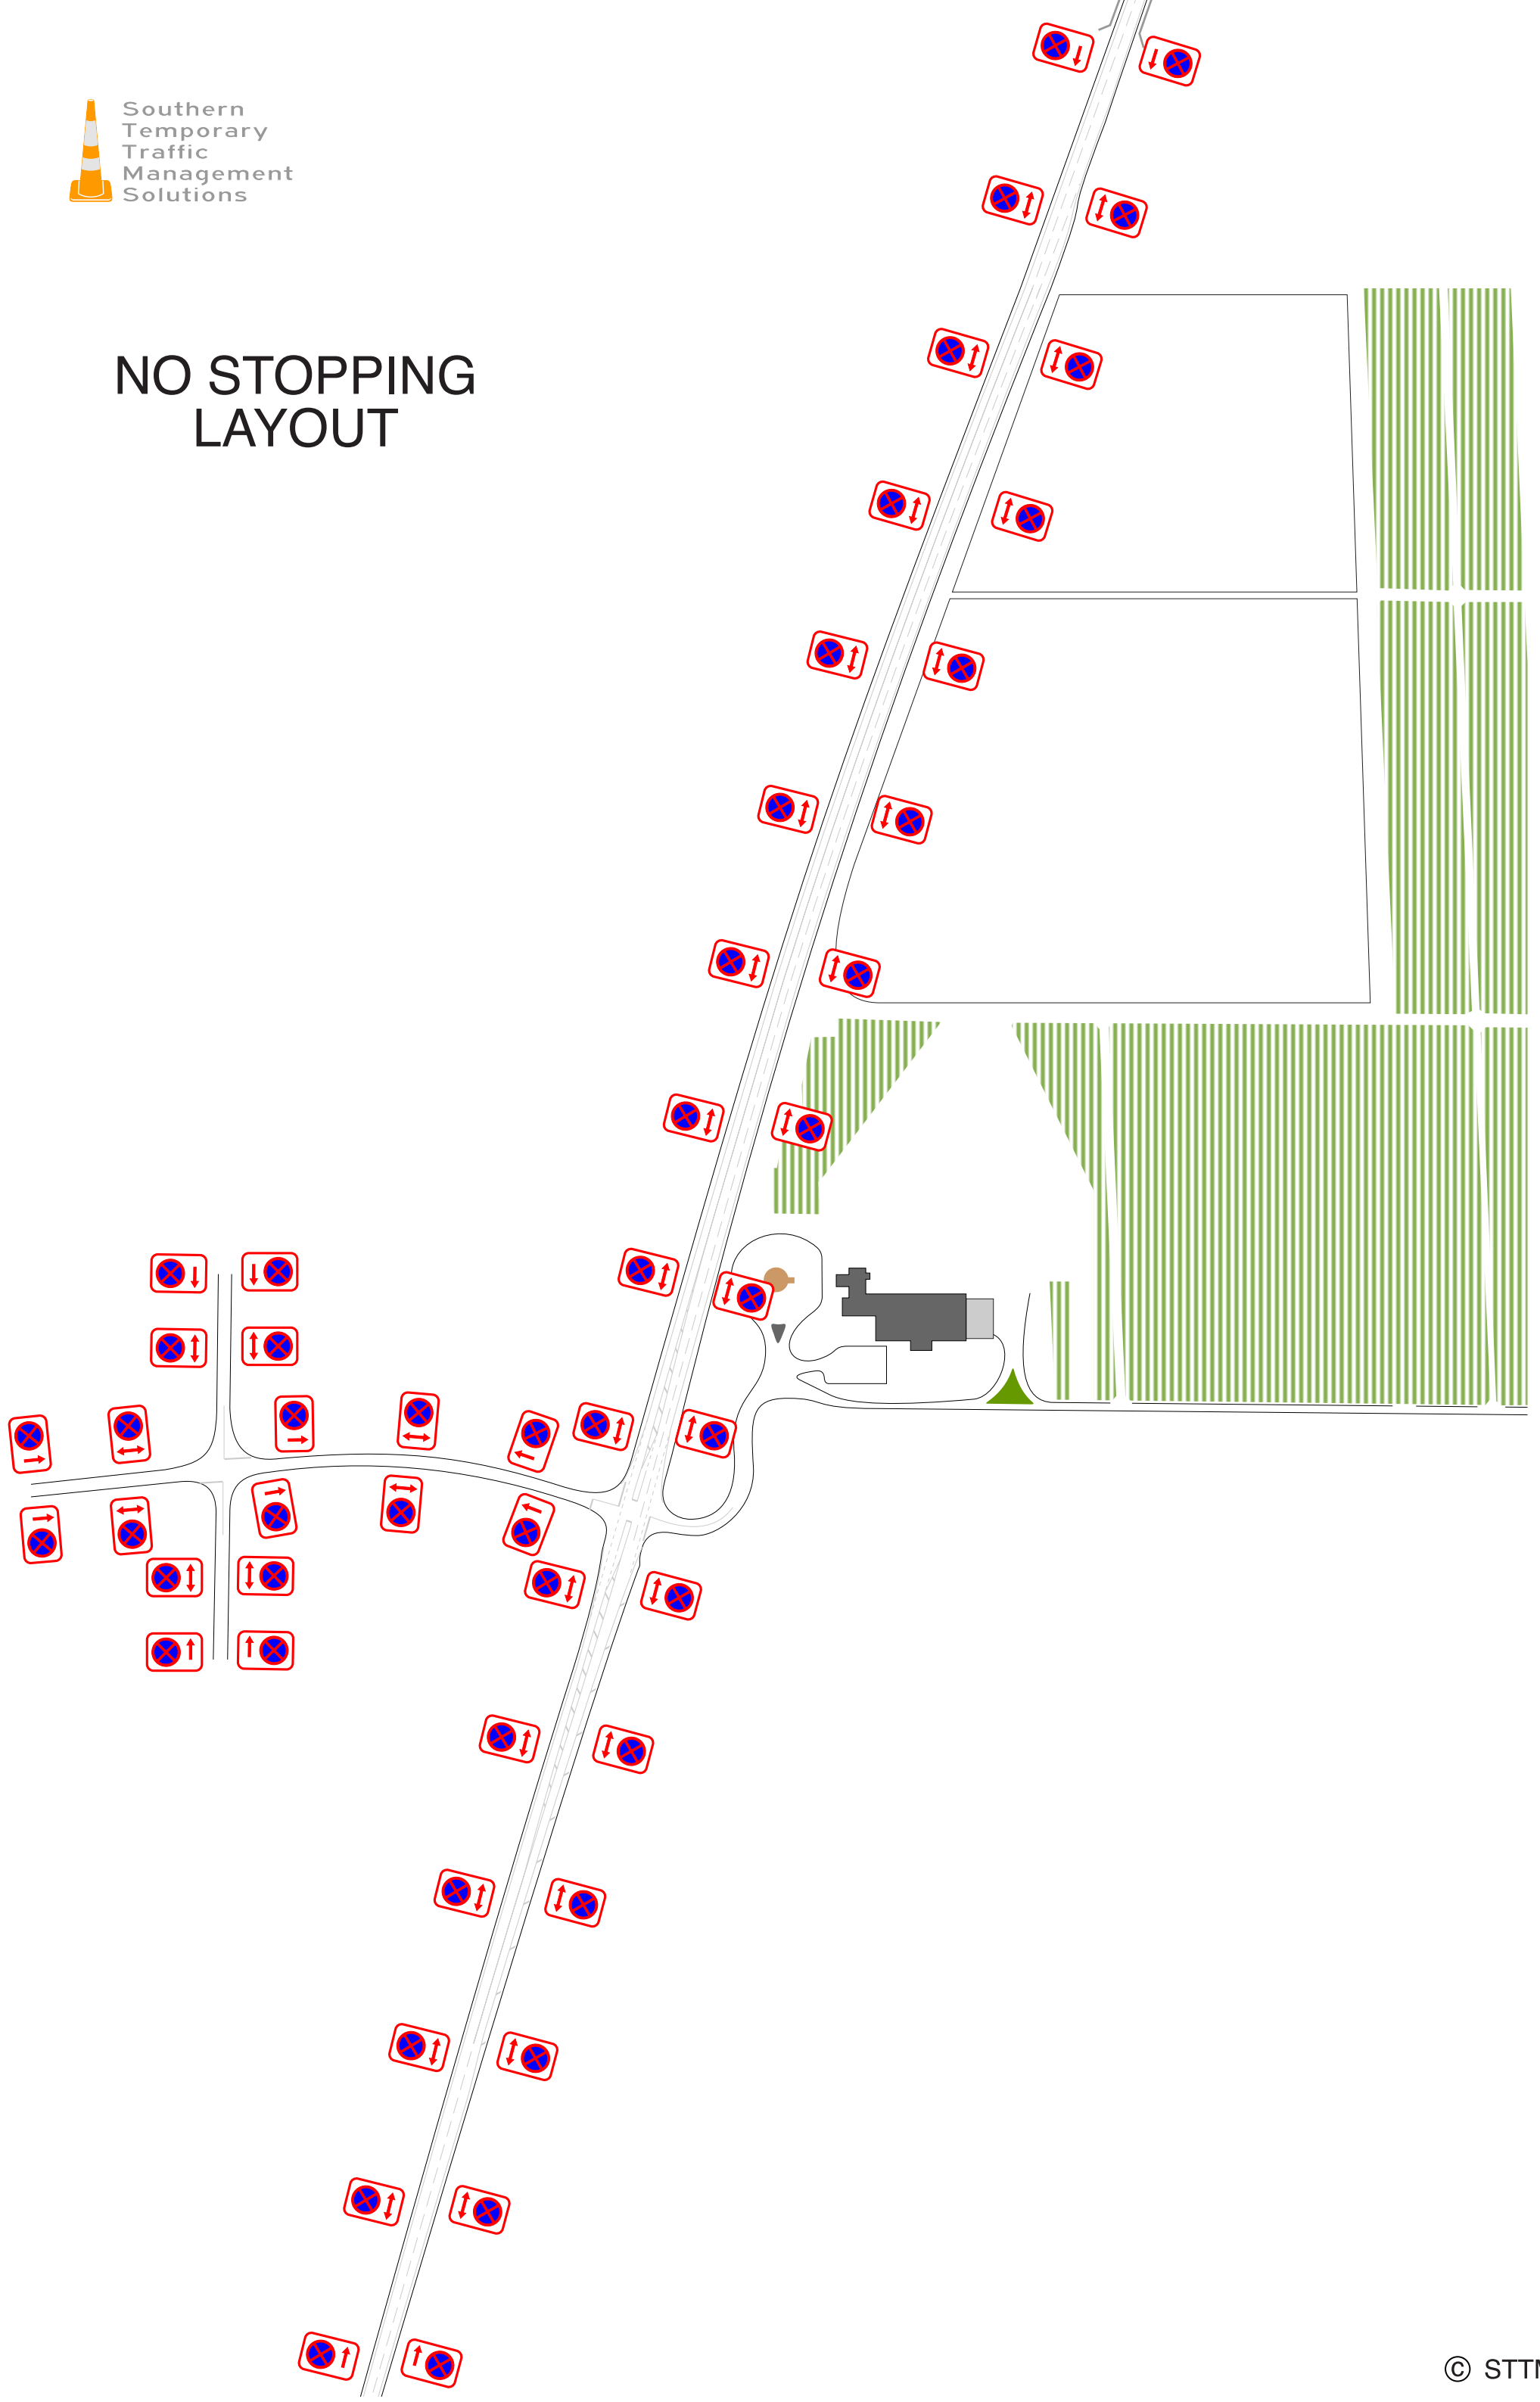 Southern
Temporary
Traffic
Management
Solutions
NO STOPPING
LAYOUT
©